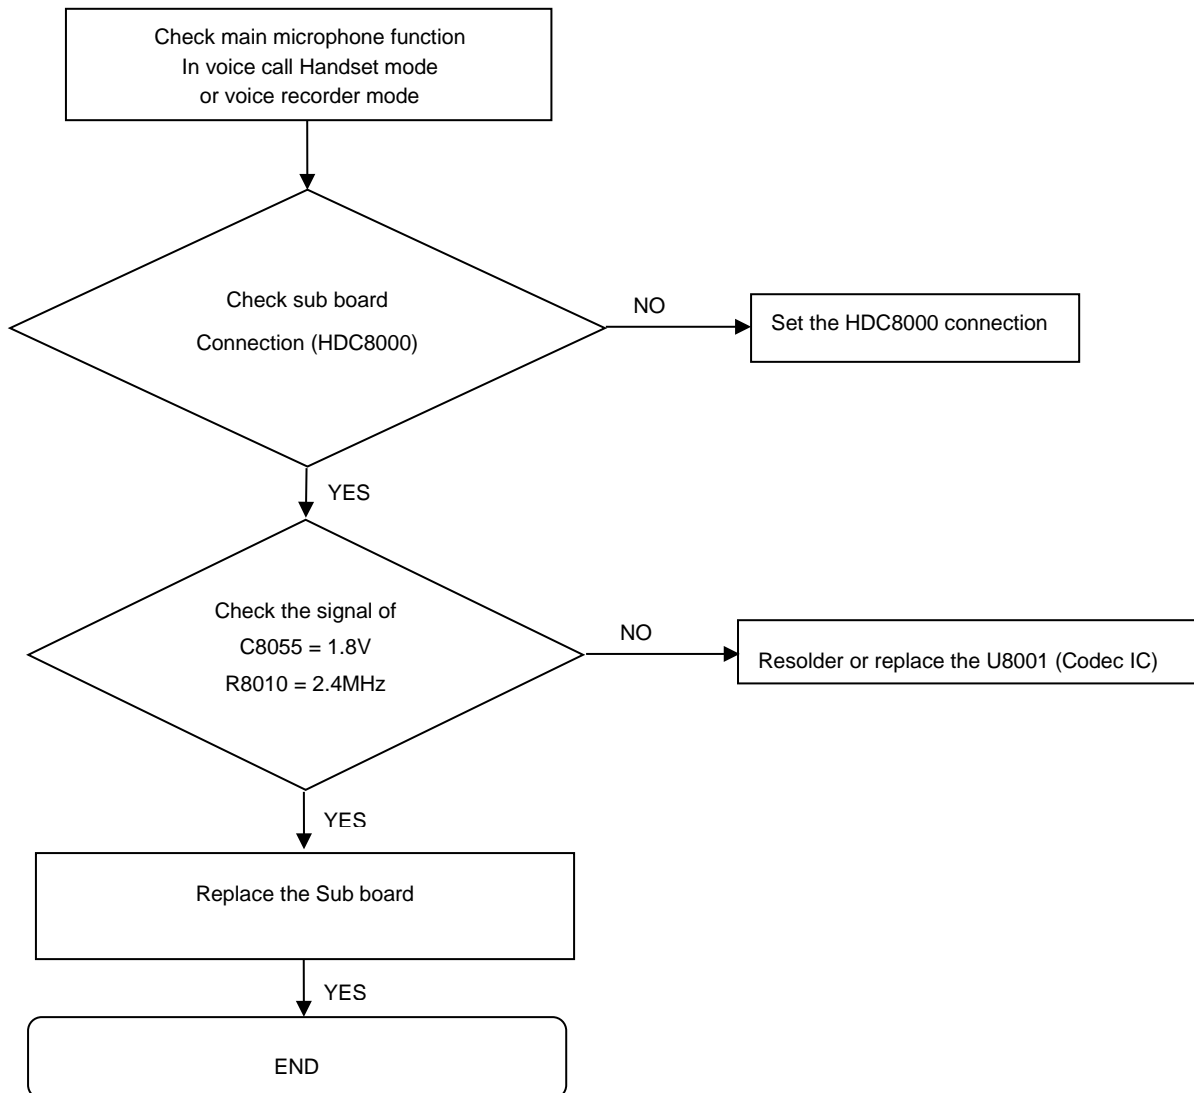 Check main microphone function
In voice call Handset mode
or voice recorder mode
Check sub board
Connection (HDC8000)
NO
Set the HDC8000 connection
YES
Check the signal of
C8055 = 1.8V
R8010 = 2.4MHz
NO
Resolder or replace the U8001 (Codec IC)
YES
Replace the Sub board
YES
END